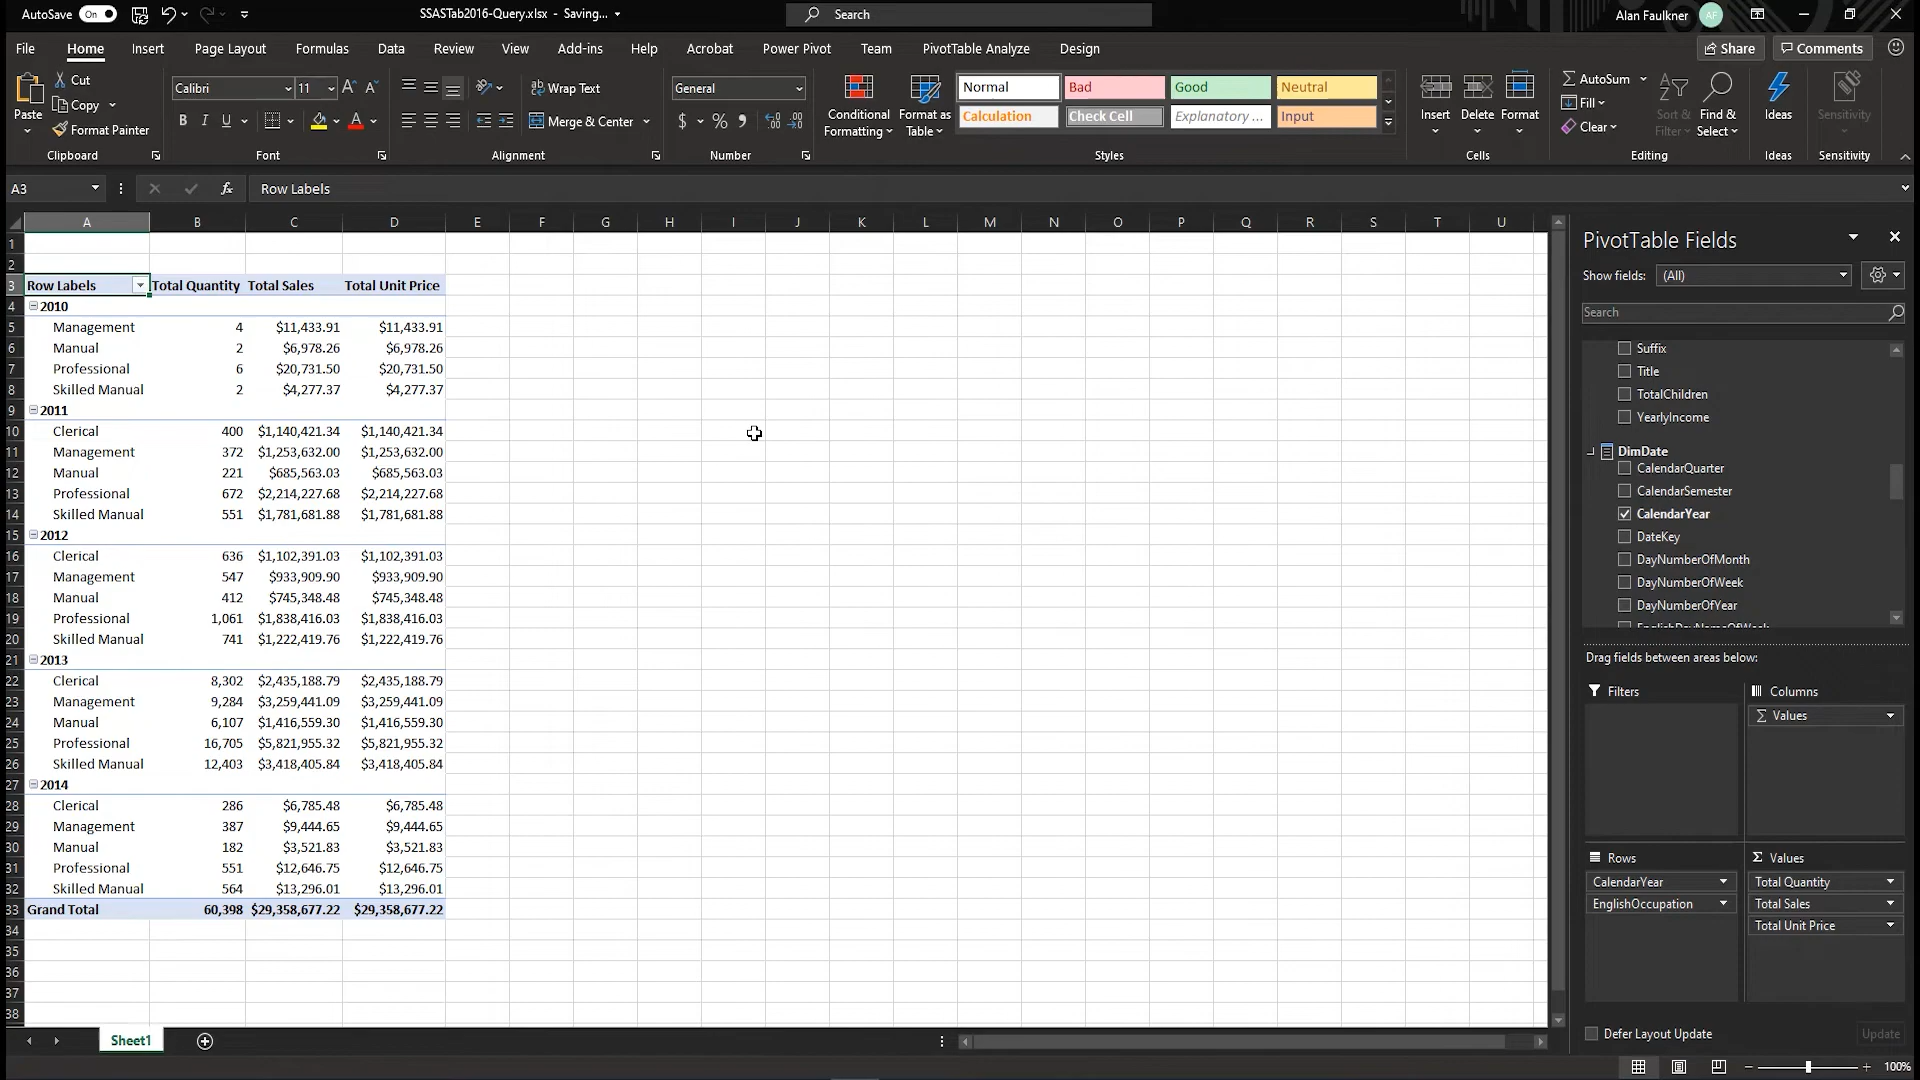 AutoSave On SSASTab2016-Query.xlsx - Saving... Search Alan Faulkner AF
File Home Insert Page Layout Formulas Data Review View Add-ins Help Acrobat Power Pivot Team PivotTable Analyze Design Share Comments
Cut
Copy
Format Painter
Paste
Clipboard
Calibri 11
B I U
Font
Wrap Text
Merge & Center
Alignment
General
$ % ,
Number
Conditional Formatting
Format as Table
Normal Bad Good Neutral
Calculation Check Cell Explanatory ... Input
Styles
Insert Delete Format
Cells
AutoSum
Fill
Clear
Sort & Filter
Find & Select
Editing
Ideas
Ideas
Sensitivity
Sensitivity
A3 fx Row Labels
A B C D E F G H I J K L M N O P Q R S T U
1
2
3 Row Labels Total Quantity Total Sales Total Unit Price
4 2010
5 Management 4 $11,433.91 $11,433.91
6 Manual 2 $6,978.26 $6,978.26
7 Professional 6 $20,731.50 $20,731.50
8 Skilled Manual 2 $4,277.37 $4,277.37
9 2011
10 Clerical 400 $1,140,421.34 $1,140,421.34
11 Management 372 $1,253,632.00 $1,253,632.00
12 Manual 221 $685,563.03 $685,563.03
13 Professional 672 $2,214,227.68 $2,214,227.68
14 Skilled Manual 551 $1,781,681.88 $1,781,681.88
15 2012
16 Clerical 636 $1,102,391.03 $1,102,391.03
17 Management 547 $933,909.90 $933,909.90
18 Manual 412 $745,348.48 $745,348.48
19 Professional 1,061 $1,838,416.03 $1,838,416.03
20 Skilled Manual 741 $1,222,419.76 $1,222,419.76
21 2013
22 Clerical 8,302 $2,435,188.79 $2,435,188.79
23 Management 9,284 $3,259,441.09 $3,259,441.09
24 Manual 6,107 $1,416,559.30 $1,416,559.30
25 Professional 16,705 $5,821,955.32 $5,821,955.32
26 Skilled Manual 12,403 $3,418,405.84 $3,418,405.84
27 2014
28 Clerical 286 $6,785.48 $6,785.48
29 Management 387 $9,444.65 $9,444.65
30 Manual 182 $3,521.83 $3,521.83
31 Professional 551 $12,646.75 $12,646.75
32 Skilled Manual 564 $13,296.01 $13,296.01
33 Grand Total 60,398 $29,358,677.22 $29,358,677.22
34
35
36
37
38
Sheet1
PivotTable Fields
Show fields: (All)
Search
Suffix
Title
TotalChildren
YearlyIncome
DimDate
CalendarQuarter
CalendarSemester
CalendarYear
DateKey
DayNumberOfMonth
DayNumberOfWeek
DayNumberOfYear
Drag fields between areas below:
Filters Columns
Σ Values
Rows Σ Values
CalendarYear Total Quantity
EnglishOccupation Total Sales
Total Unit Price
Defer Layout Update Update
100%